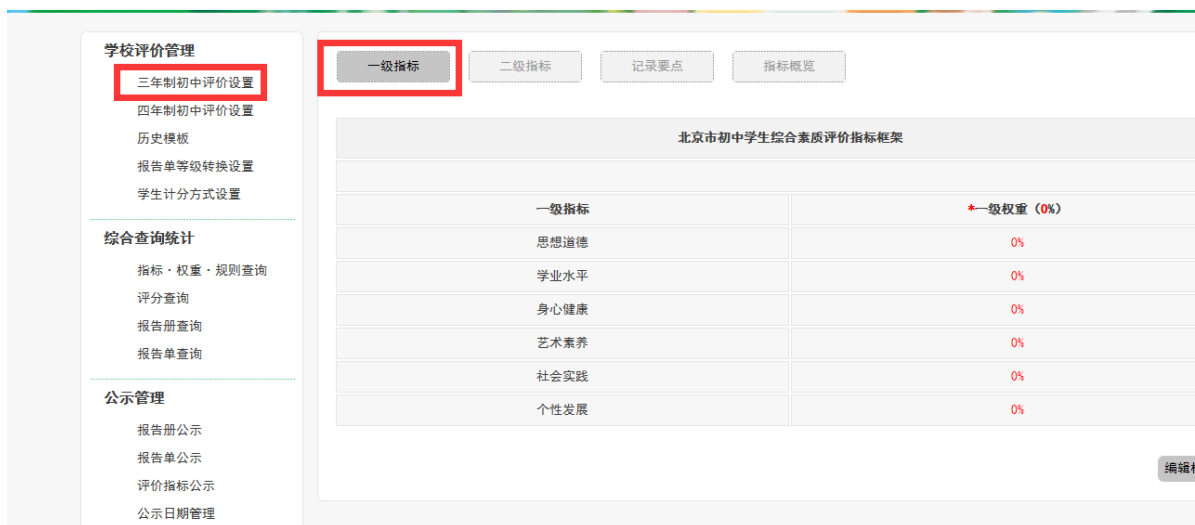 学校评价管理
三年制初中评价设置
四年制初中评价设置
历史模板
报告单等级转换设置
学生计分方式设置
综合查询统计
指标·权重·规则查询
评分查询
报告册查询
报告单查询
公示管理
报告册公示
报告单公示
评价指标公示
公示日期管理
一级指标 二级指标 记录要点 指标概览
北京市初中学生综合素质评价指标框架
一级指标 *一级权重（0%）
思想道德 0%
学业水平 0%
身心健康 0%
艺术素养 0%
社会实践 0%
个性发展 0%
编辑